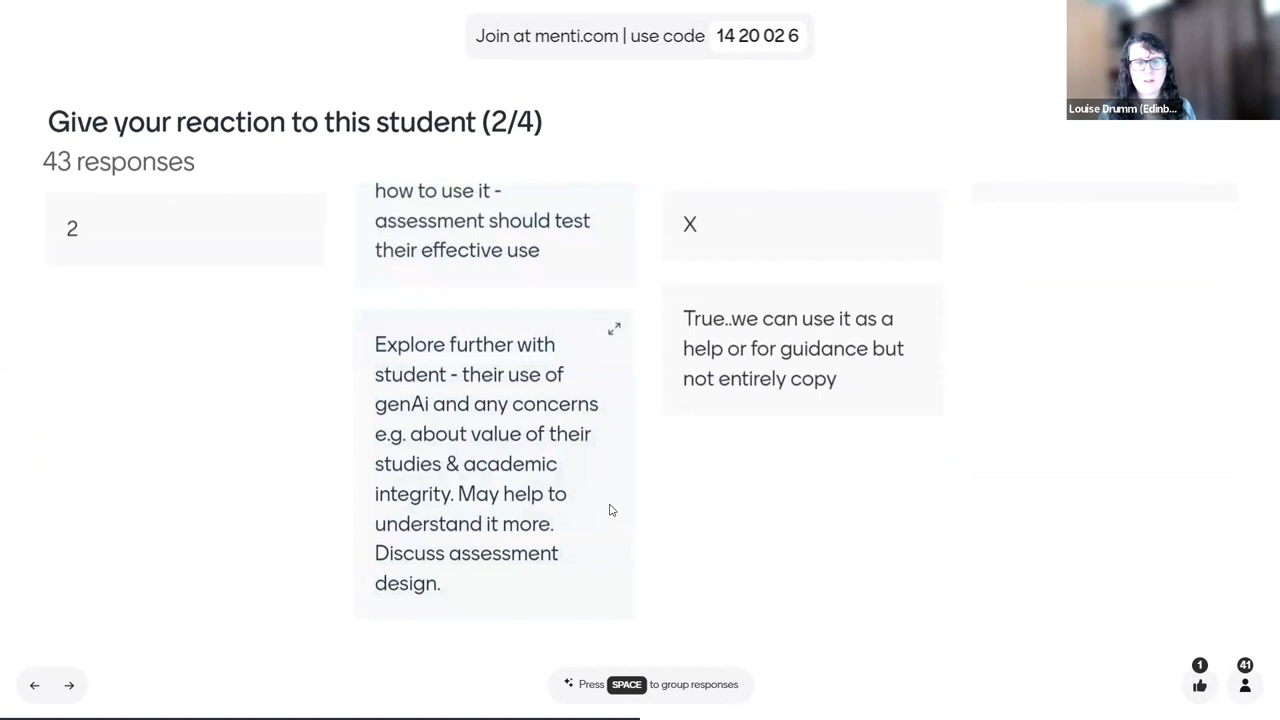 Join at menti.com | use code 14 20 02 6
Louise Drumm (Edinb...
Give your reaction to this student (2/4)
43 responses
2
how to use it -
assessment should test
their effective use
Explore further with
student - their use of
genAi and any concerns
e.g. about value of their
studies & academic
integrity. May help to
understand it more.
Discuss assessment
design.
X
True..we can use it as a
help or for guidance but
not entirely copy
Press SPACE to group responses
1
41